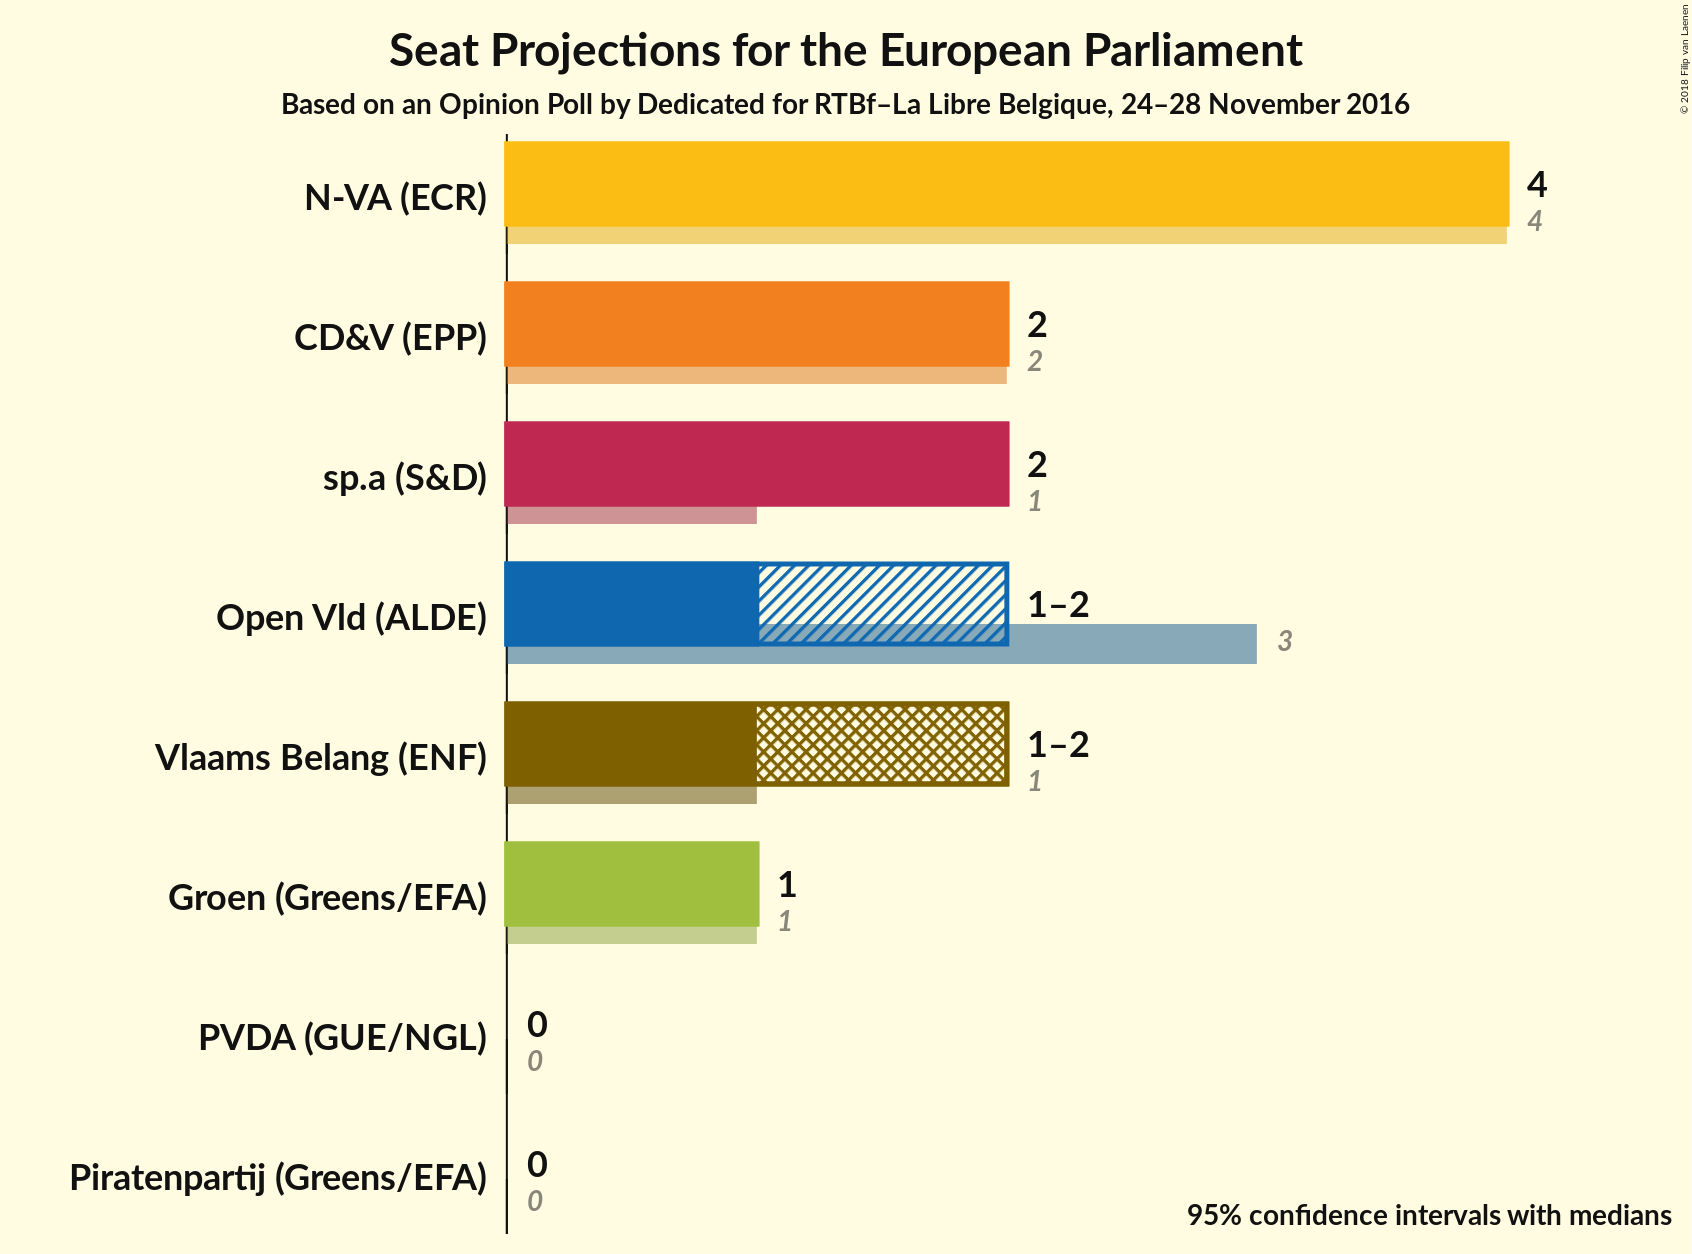 Seat Projections for the European Parliament
Based on an Opinion Poll by Dedicated for RTBf–La Libre Belgique, 24–28 November 2016
© 2018 Filip van Laenen
N-VA (ECR)
4
4
CD&V (EPP)
2
2
sp.a (S&D)
2
1
Open Vld (ALDE)
1–2
3
Vlaams Belang (ENF)
1–2
1
Groen (Greens/EFA)
1
1
PVDA (GUE/NGL)
0
0
Piratenpartij (Greens/EFA)
0
0
95% confidence intervals with medians